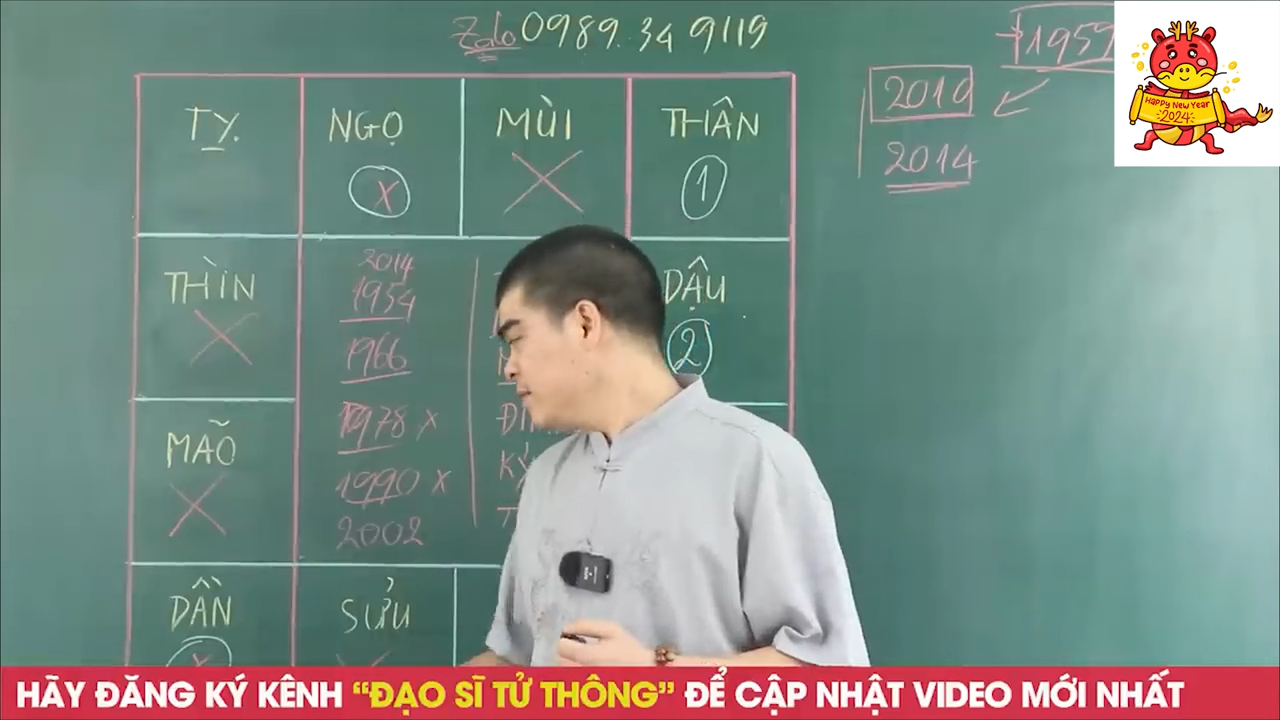 Zalo 0989.34 9119
1959
2010
2014
TỴ
NGỌ
X
MÙI
X
THÂN
1
HAPPY NEW YEAR
2024
THÌN
X
2014
1954
1966
1978 X
1990 X
2002
DẬU
2
MÃO
X
DẦN
X
SỬU
HÃY ĐĂNG KÝ KÊNH “ĐẠO SĨ TỬ THÔNG” ĐỂ CẬP NHẬT VIDEO MỚI NHẤT